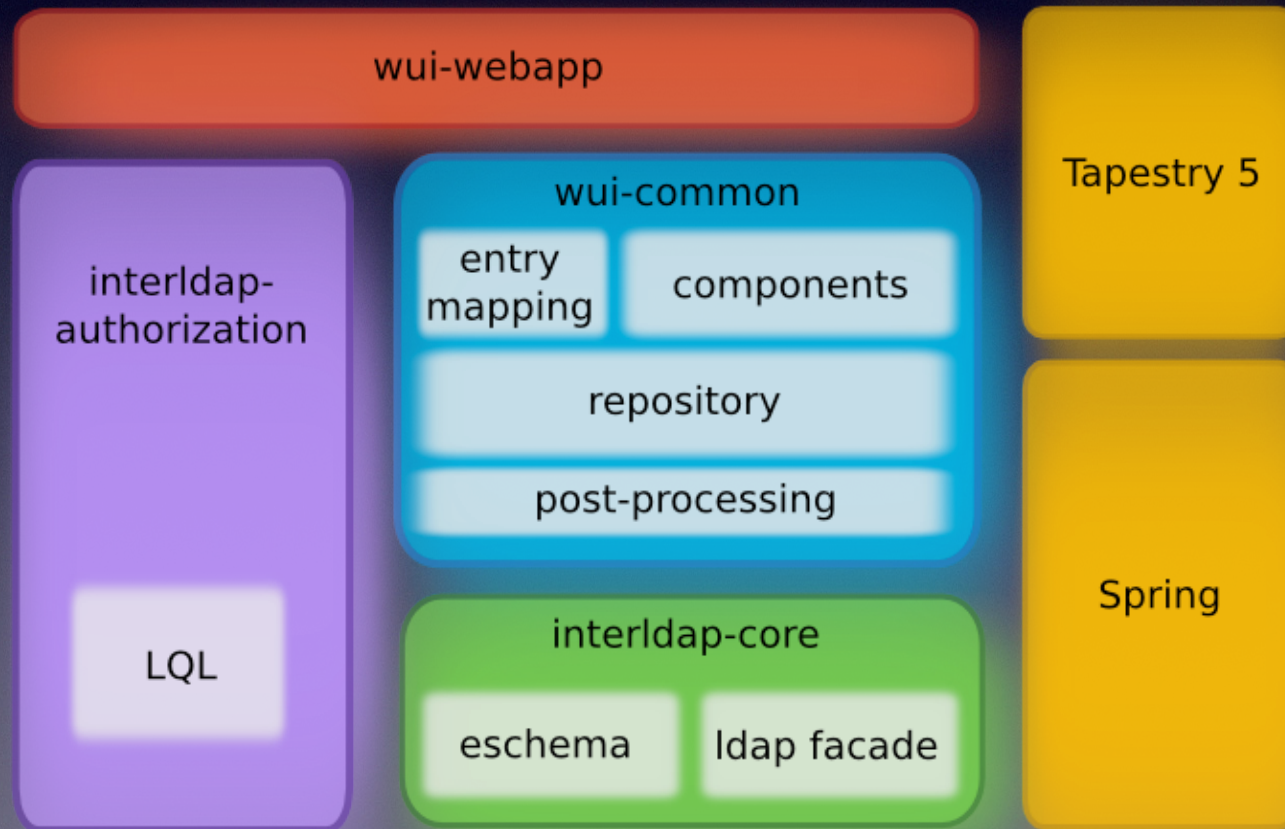 wui-webapp
Tapestry 5
wui-common
entry
mapping
components
interldap-
authorization
repository
post-processing
Spring
interldap-core
LQL
eschema
ldap facade